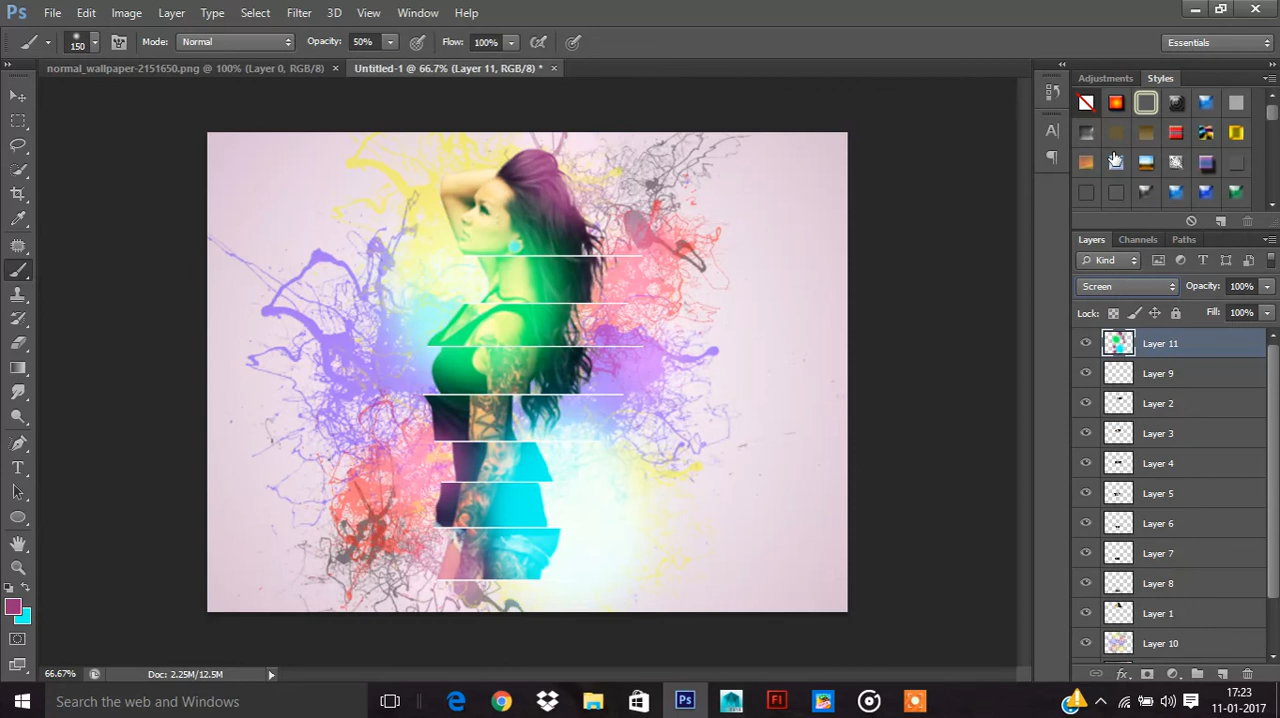 Ps File Edit Image Layer Type Select Filter 3D View Window Help
150 Mode: Normal Opacity: 50% Flow: 100% Essentials
normal_wallpaper-2151650.png @ 100% (Layer 0, RGB/8) × Untitled-1 @ 66.7% (Layer 11, RGB/8) * ×
Adjustments Styles
Layers Channels Paths
Kind
Screen Opacity: 100%
Lock: Fill: 100%
Layer 11
Layer 9
Layer 2
Layer 3
Layer 4
Layer 5
Layer 6
Layer 7
Layer 8
Layer 1
Layer 10
66.67% Doc: 2.25M/12.5M
Search the web and Windows
17:23
11-01-2017